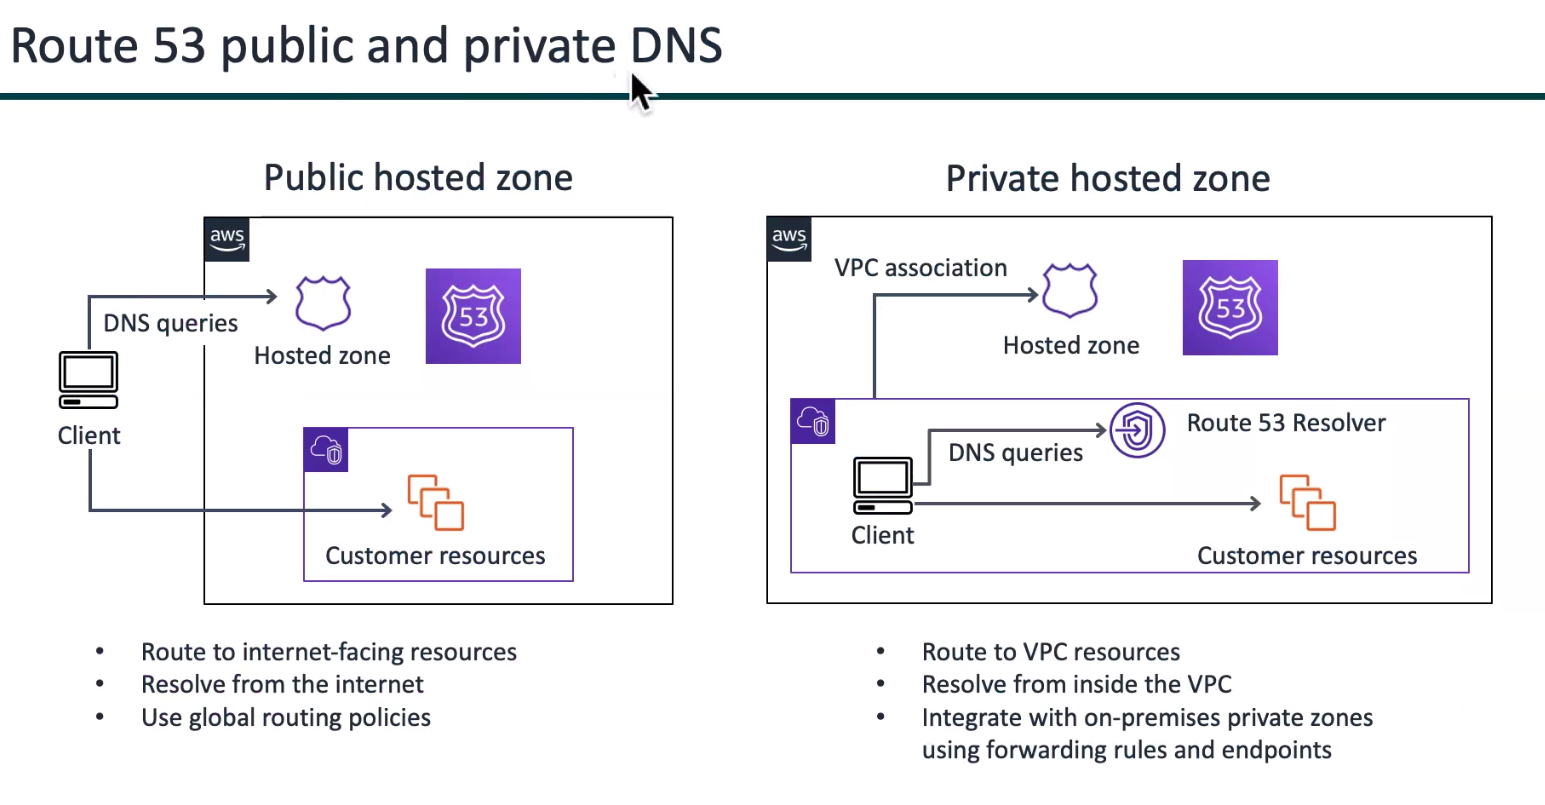 Route 53 public and private DNS
Public hosted zone
aws
DNS queries
Hosted zone
53
Client
Customer resources
• Route to internet-facing resources
• Resolve from the internet
• Use global routing policies
Private hosted zone
aws
VPC association
Hosted zone
53
Route 53 Resolver
DNS queries
Client
Customer resources
• Route to VPC resources
• Resolve from inside the VPC
• Integrate with on-premises private zones
using forwarding rules and endpoints